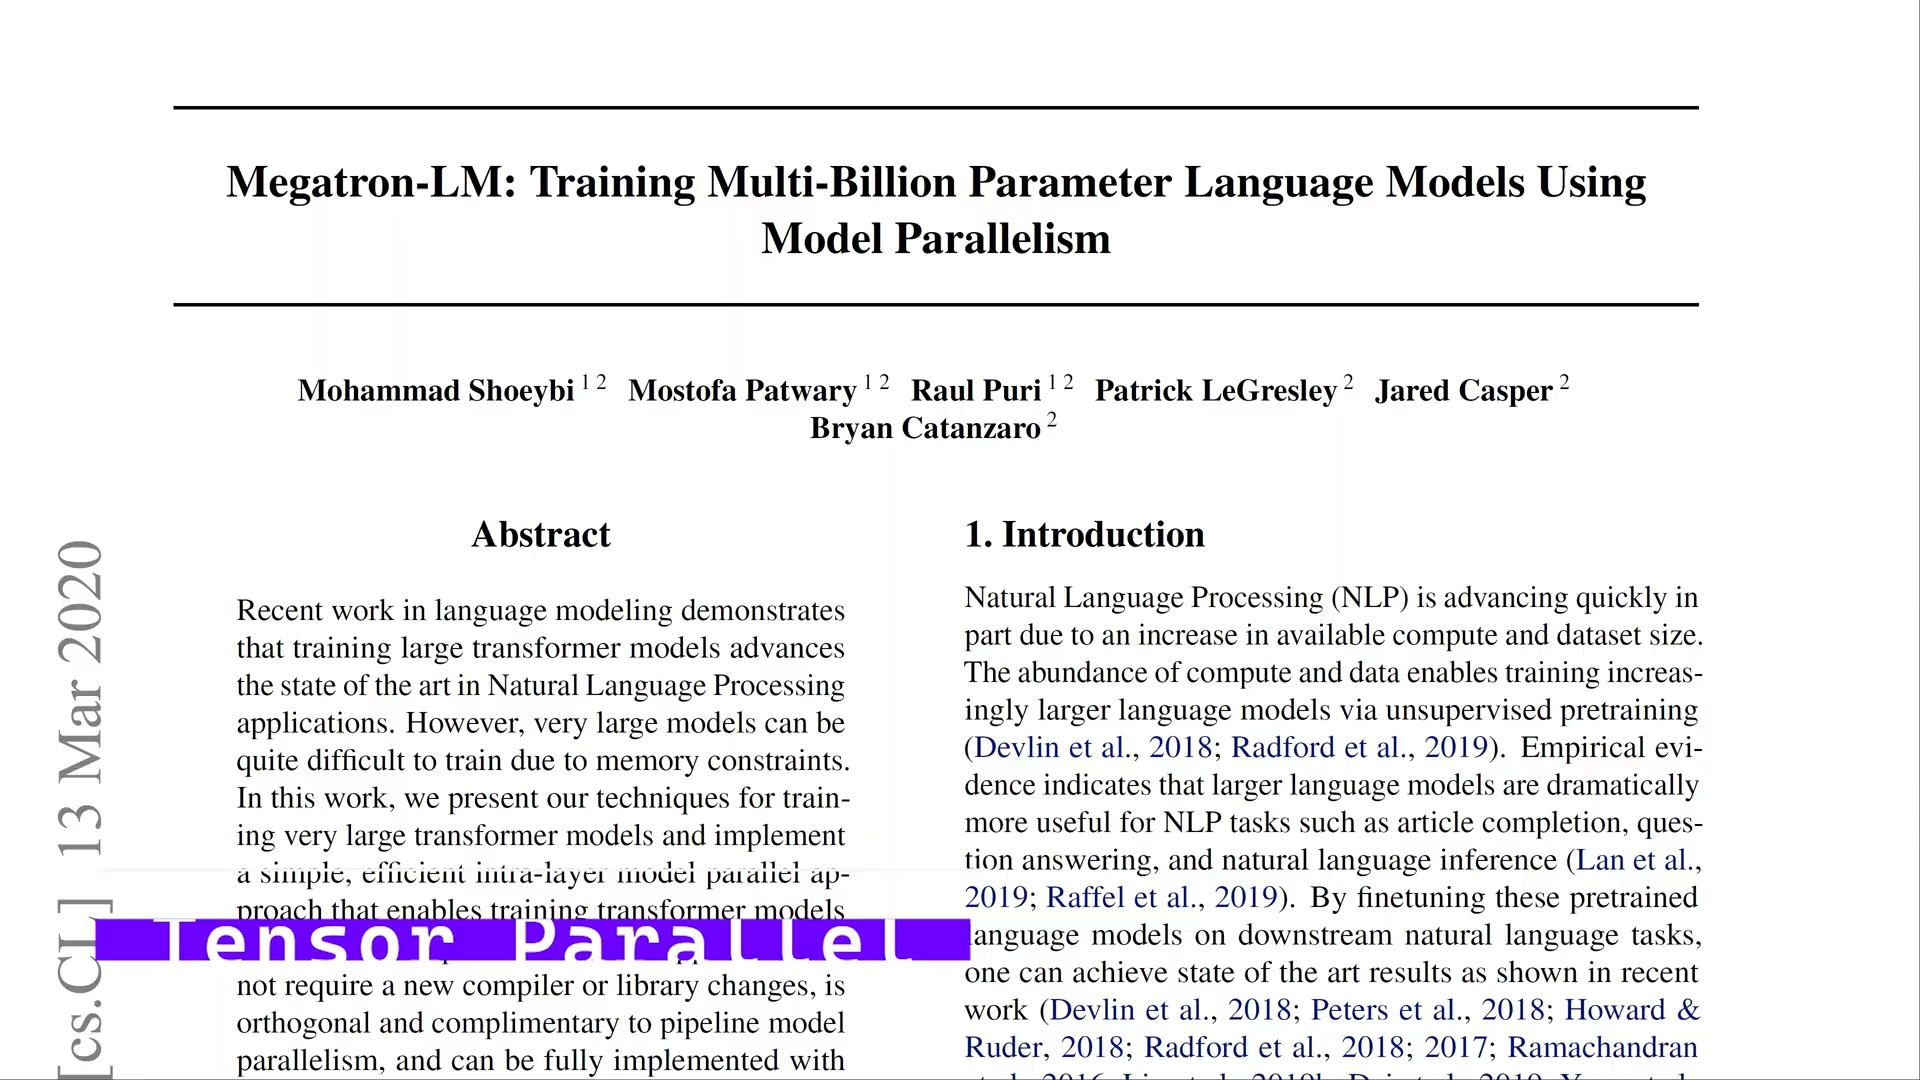 Megatron-LM: Training Multi-Billion Parameter Language Models Using
Model Parallelism
Mohammad Shoeybi 1 2 Mostofa Patwary 1 2 Raul Puri 1 2 Patrick LeGresley 2 Jared Casper 2
Bryan Catanzaro 2
[cs.CL] 13 Mar 2020
Abstract
Recent work in language modeling demonstrates
that training large transformer models advances
the state of the art in Natural Language Processing
applications. However, very large models can be
quite difficult to train due to memory constraints.
In this work, we present our techniques for train-
ing very large transformer models and implement
a simple, efficient intra-layer model parallel ap-
proach that enables training transformer models
Tensor Parallel
not require a new compiler or library changes, is
orthogonal and complimentary to pipeline model
parallelism, and can be fully implemented with
1. Introduction
Natural Language Processing (NLP) is advancing quickly in
part due to an increase in available compute and dataset size.
The abundance of compute and data enables training increas-
ingly larger language models via unsupervised pretraining
(Devlin et al., 2018; Radford et al., 2019). Empirical evi-
dence indicates that larger language models are dramatically
more useful for NLP tasks such as article completion, ques-
tion answering, and natural language inference (Lan et al.,
2019; Raffel et al., 2019). By finetuning these pretrained
language models on downstream natural language tasks,
one can achieve state of the art results as shown in recent
work (Devlin et al., 2018; Peters et al., 2018; Howard &
Ruder, 2018; Radford et al., 2018; 2017; Ramachandran